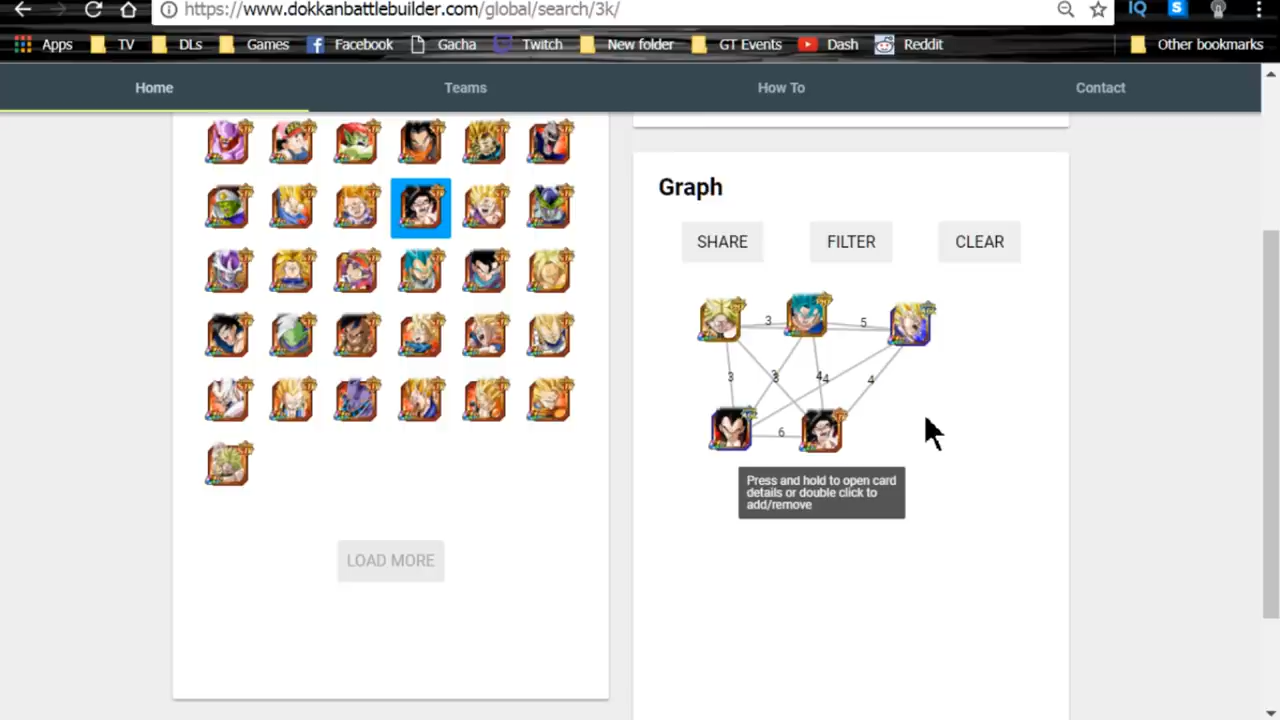 https://www.dokkanbattlebuilder.com/global/search/3k/
IQ
S
Apps TV DLs Games Facebook Gacha Twitch New folder GT Events Dash Reddit Other bookmarks
Home Teams How To Contact
Graph
SHARE FILTER CLEAR
3 5
3 3 4 4 4
6
Press and hold to open card
details or double click to
add/remove
LOAD MORE